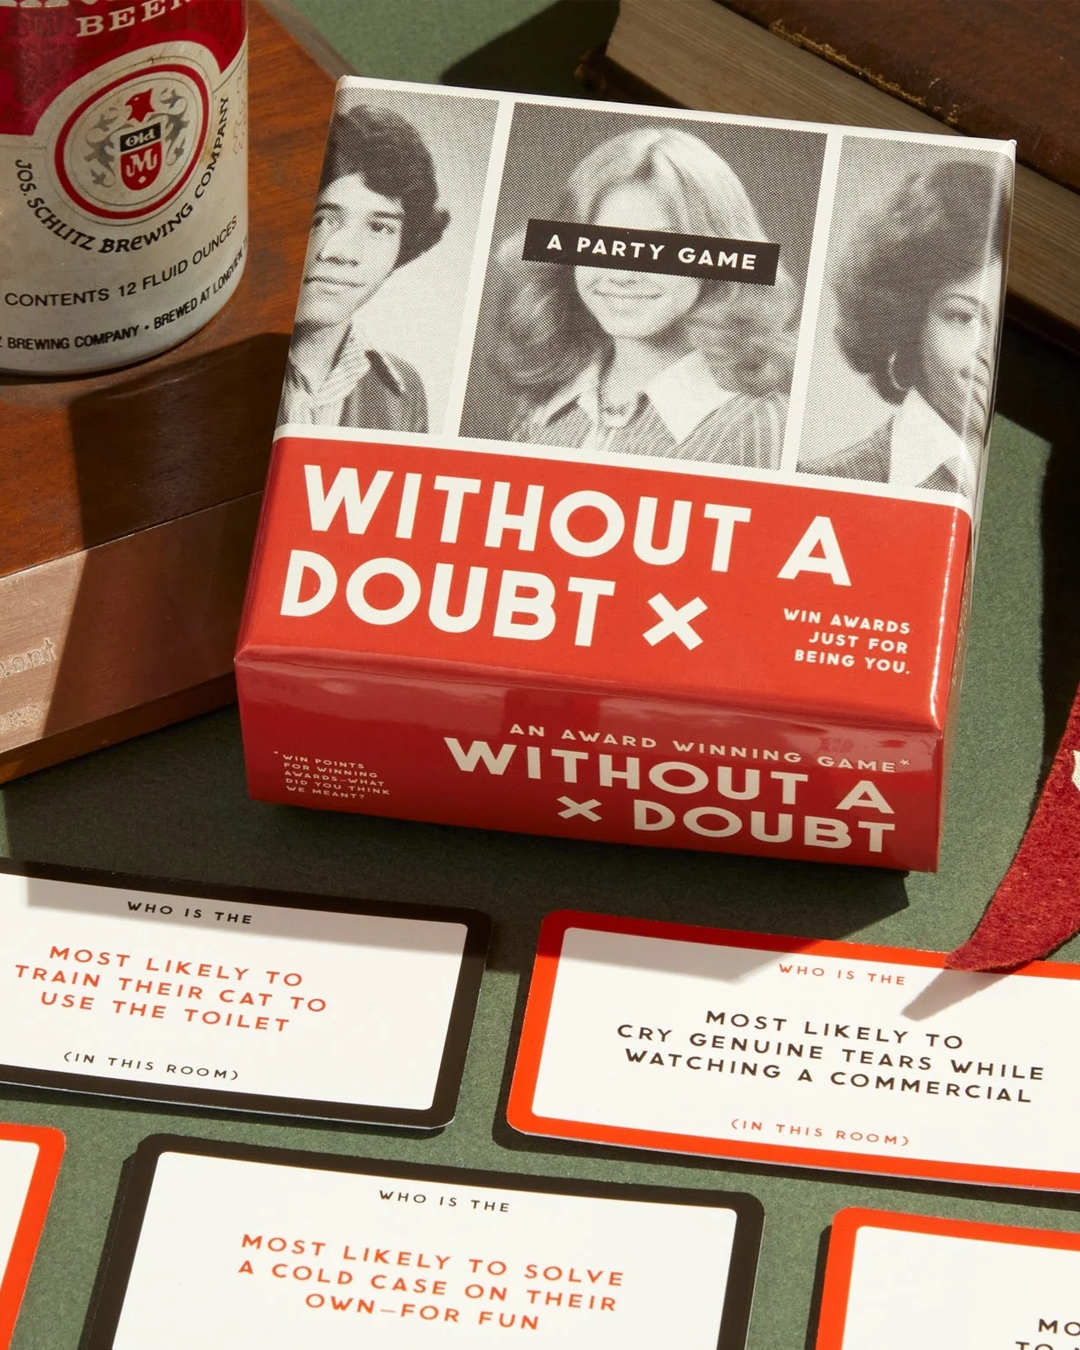 BEER
Old
M
JOS. SCHLITZ BREWING COMPANY
CONTENTS 12 FLUID OUNCES
BREWING COMPANY • BREWED AT
A PARTY GAME
WITHOUT A
DOUBT ×
WIN AWARDS
JUST FOR
BEING YOU.
AN AWARD WINNING GAME*
WITHOUT A
× DOUBT
*WIN POINTS
FOR WINNING
AWARDS—WHAT
DID YOU THINK
WE MEANT?
WHO IS THE
MOST LIKELY TO
TRAIN THEIR CAT TO
USE THE TOILET
(IN THIS ROOM)
WHO IS THE
MOST LIKELY TO
CRY GENUINE TEARS WHILE
WATCHING A COMMERCIAL
(IN THIS ROOM)
WHO IS THE
MOST LIKELY TO SOLVE
A COLD CASE ON THEIR
OWN—FOR FUN